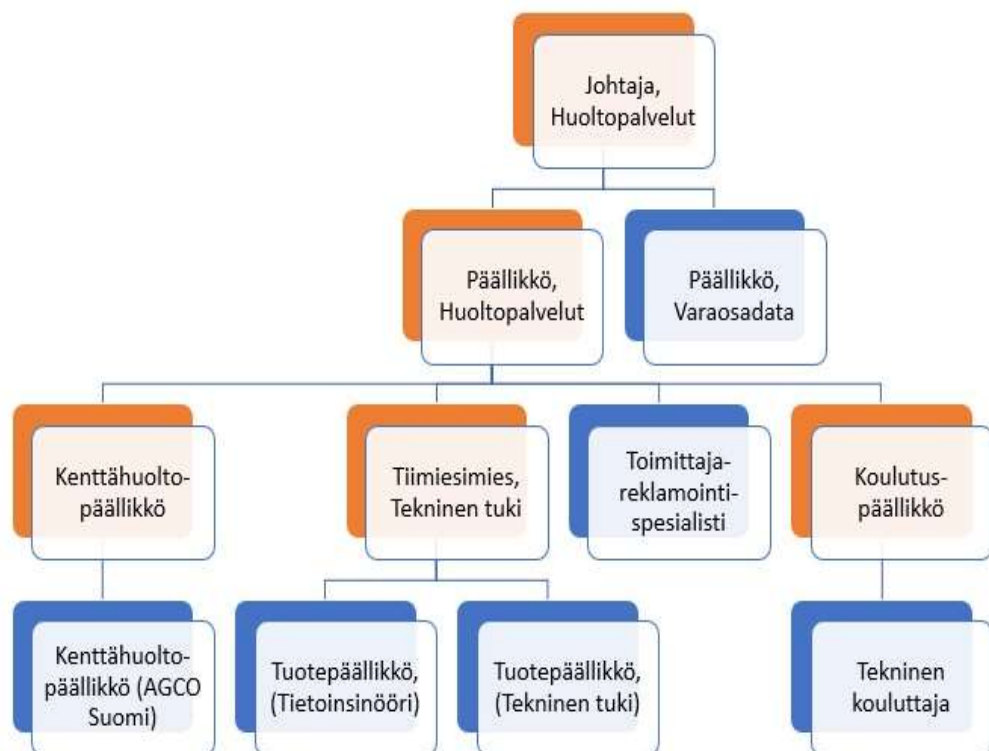 Johtaja,
Huoltopalvelut
Päällikkö,
Huoltopalvelut
Päällikkö,
Varaosadata
Kenttähuolto-
päällikkö
Tiimiesimies,
Tekninen tuki
Toimittaja-
reklamointi-
spesialisti
Koulutus-
päällikkö
Kenttähuolto-
päällikkö (AGCO
Suomi)
Tuotepäällikkö,
(Tietoinsinööri)
Tuotepäällikkö,
(Tekninen tuki)
Tekninen
kouluttaja